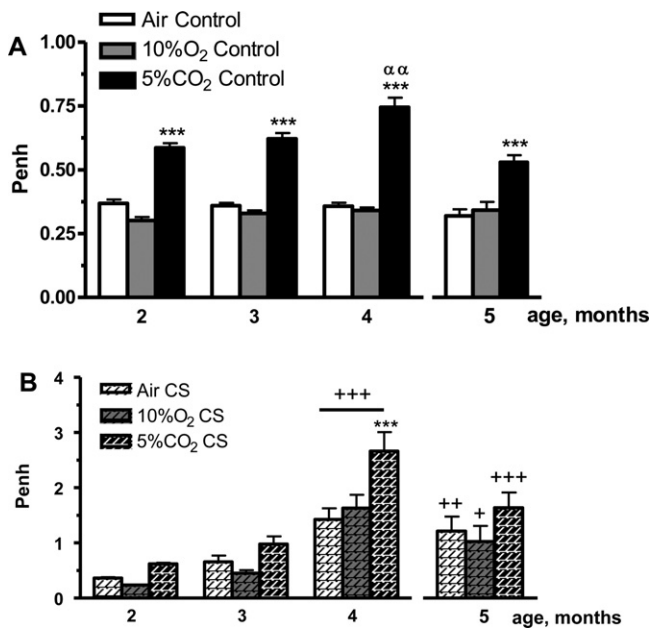 A
Air Control
10%O₂ Control
5%CO₂ Control
1.00
0.75
0.50
0.25
0.00
Penh
***
***
αα
***
***
2 3 4 5 age, months
B
Air CS
10%O₂ CS
5%CO₂ CS
4
3
2
1
0
Penh
+++
***
++
+
+++
2 3 4 5 age, months